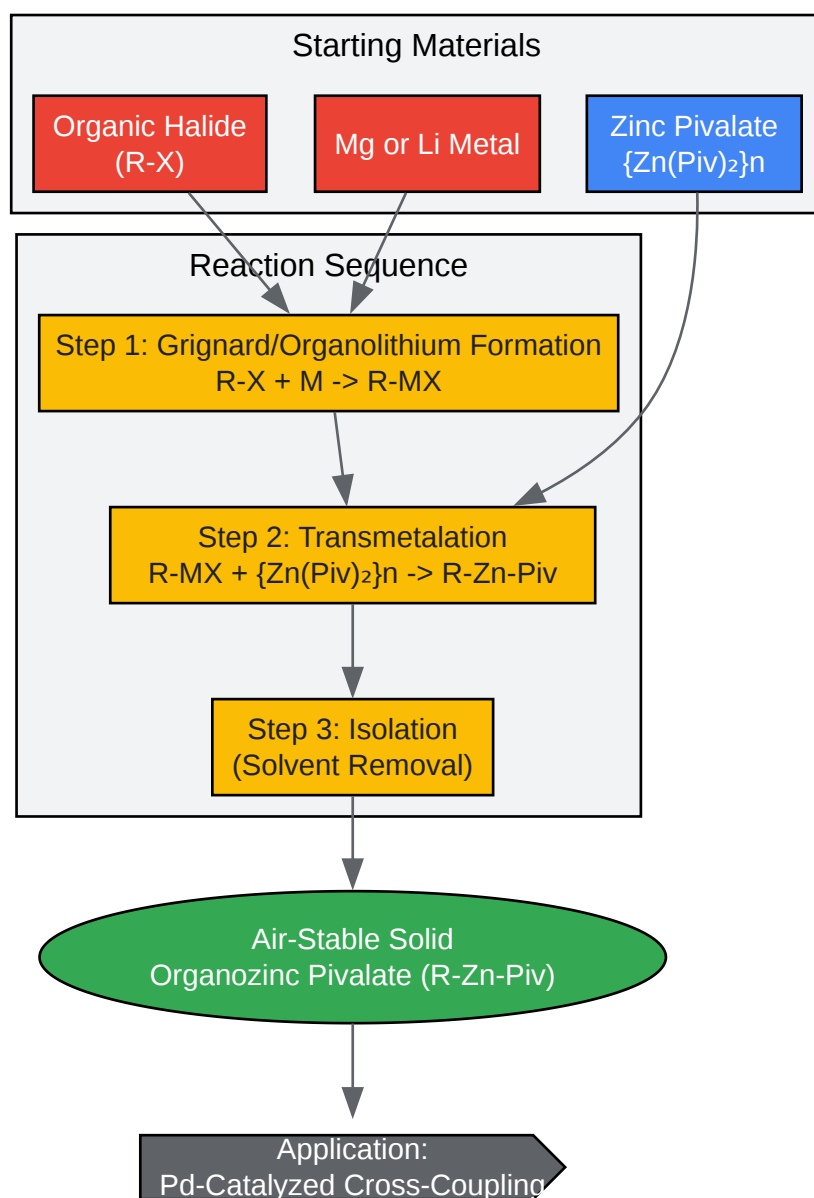 Starting Materials
Organic Halide
(R-X)
Mg or Li Metal
Zinc Pivalate
{Zn(Piv)₂}n
Reaction Sequence
Step 1: Grignard/Organolithium Formation
R-X + M -> R-MX
Step 2: Transmetalation
R-MX + {Zn(Piv)₂}n -> R-Zn-Piv
Step 3: Isolation
(Solvent Removal)
Air-Stable Solid
Organozinc Pivalate (R-Zn-Piv)
Application:
Pd-Catalyzed Cross-Coupling